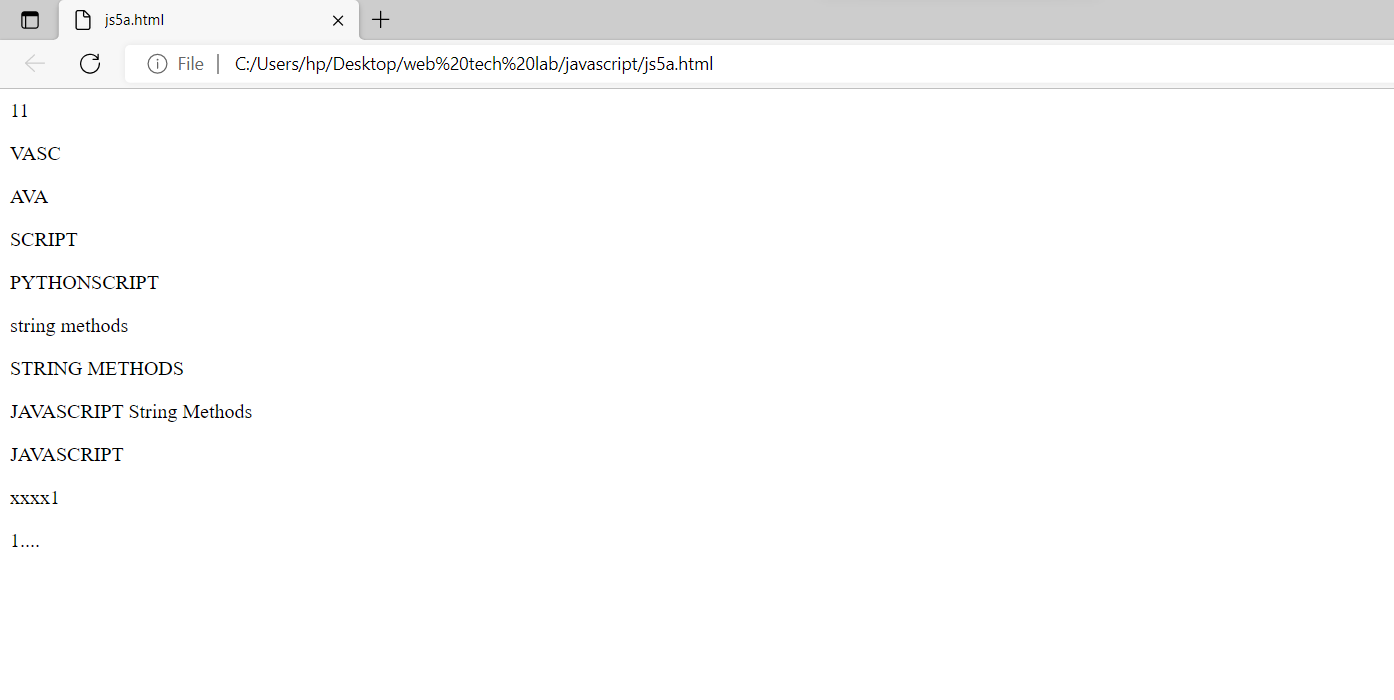 js5a.html
File
C:/Users/hp/Desktop/web%20tech%20lab/javascript/js5a.html
11
VASC
AVA
SCRIPT
PYTHONSCRIPT
string methods
STRING METHODS
JAVASCRIPT String Methods
JAVASCRIPT
xxxx1
1....